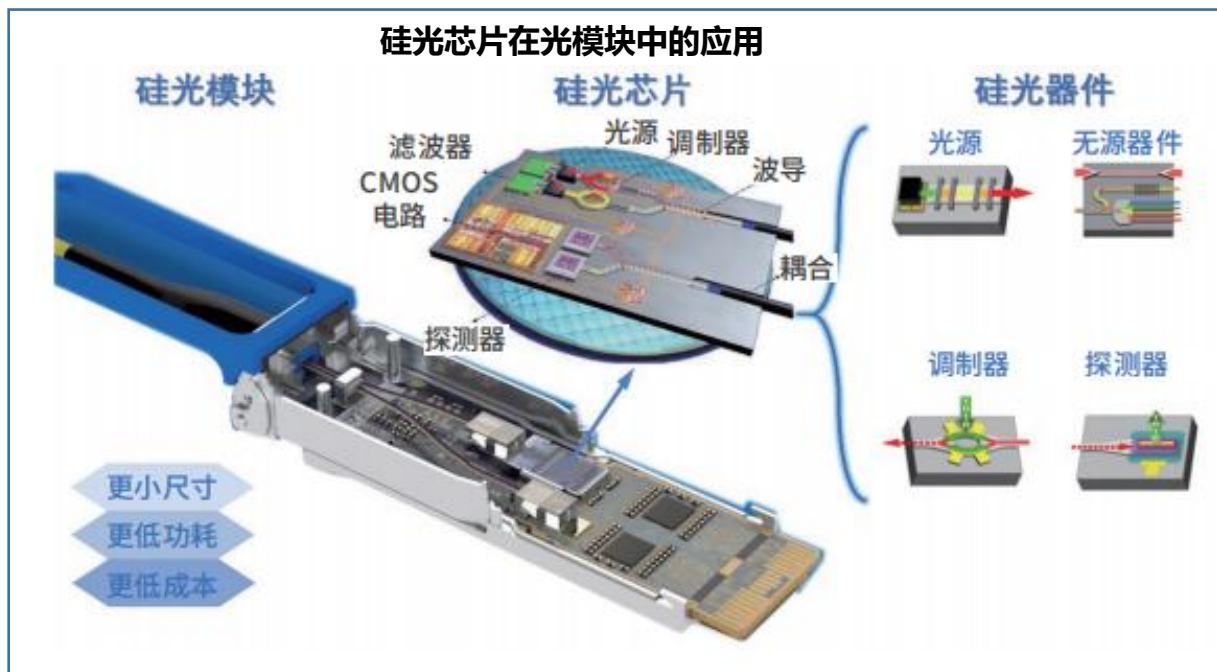 硅光芯片在光模块中的应用
硅光模块
硅光芯片
硅光器件
滤波器
光源
调制器
CMOS
电路
波导
耦合
探测器
光源
无源器件
调制器
探测器
更小尺寸
更低功耗
更低成本